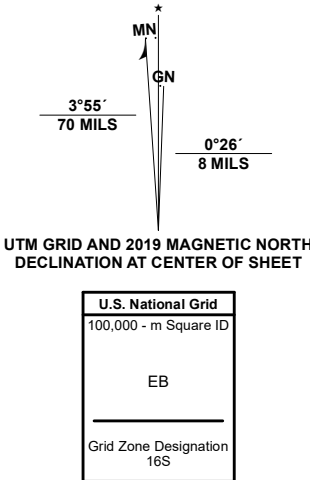 ★
MN
GN
3°55´
70 MILS
0°26´
8 MILS
UTM GRID AND 2019 MAGNETIC NORTH
DECLINATION AT CENTER OF SHEET
U.S. National Grid
100,000 - m Square ID
EB
Grid Zone Designation
16S